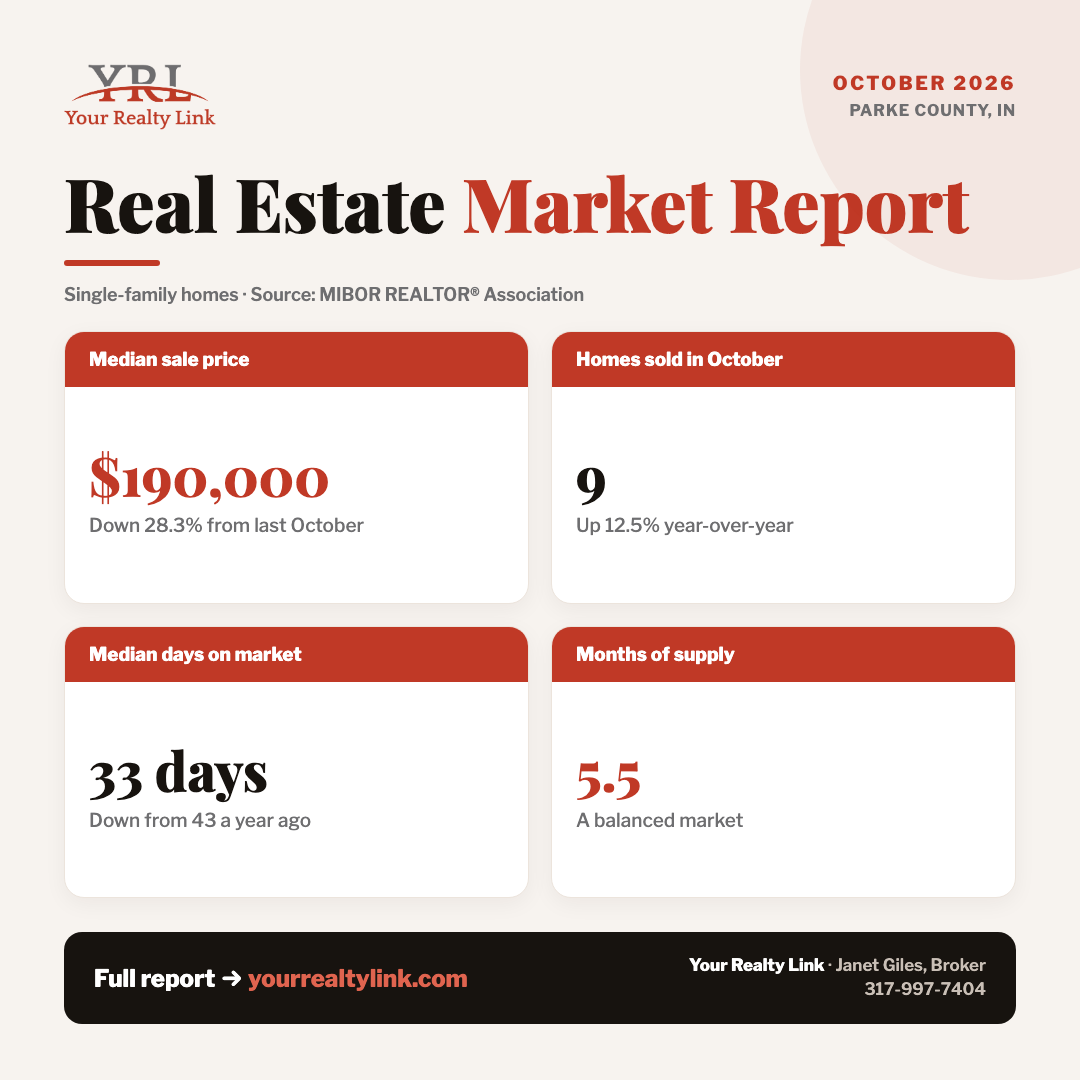 YRL
Your Realty Link
OCTOBER 2026
PARKE COUNTY, IN
Real Estate Market Report
Single-family homes · Source: MIBOR REALTOR® Association
Median sale price
$190,000
Down 28.3% from last October
Homes sold in October
9
Up 12.5% year-over-year
Median days on market
33 days
Down from 43 a year ago
Months of supply
5.5
A balanced market
Full report → yourrealtylink.com
Your Realty Link · Janet Giles, Broker
317-997-7404